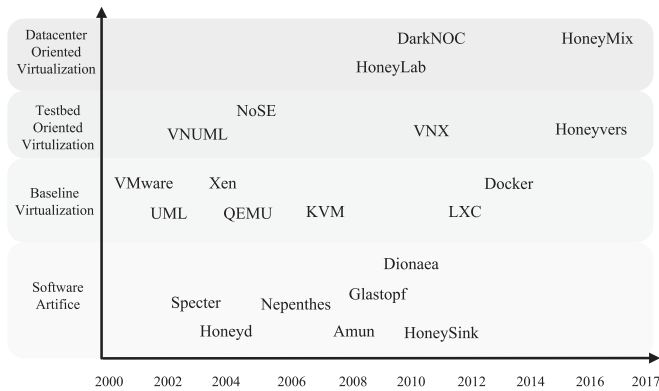 Datacenter
Oriented
Virtualization
DarkNOC
HoneyMix
HoneyLab
Testbed
Oriented
Virtulization
NoSE
VNUML
VNX
Honeyvers
Baseline
Virtualization
VMware
Xen
Docker
UML
QEMU
KVM
LXC
Software
Artifice
Dionaea
Glastopf
Specter
Nepenthes
Honeyd
Amun
HoneySink
2000 2002 2004 2006 2008 2010 2012 2014 2016 2017